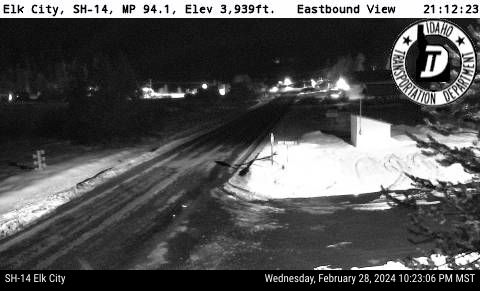 Elk City, SH-14, MP 94.1, Elev 3,939ft. Eastbound View 21:12:23
IDAHO
TRANSPORTATION DEPARTMENT
SH-14 Elk City Wednesday, February 28, 2024 10:23:06 PM MST